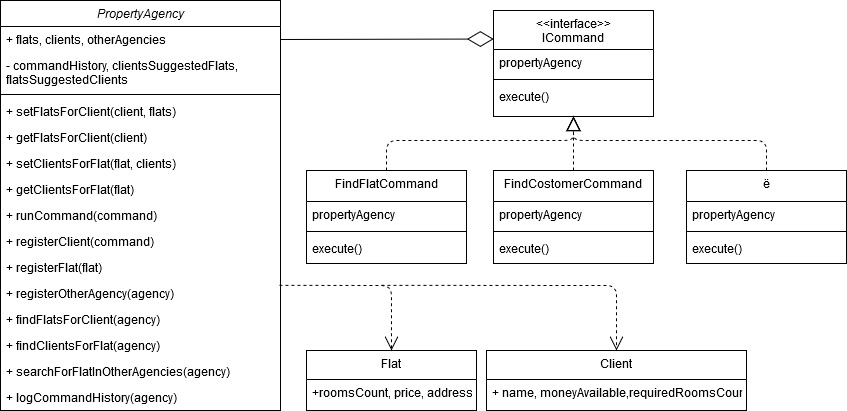 PropertyAgency
+ flats, clients, otherAgencies
- commandHistory, clientsSuggestedFlats,
flatsSuggestedClients
+ setFlatsForClient(client, flats)
+ getFlatsForClient(client)
+ setClientsForFlat(flat, clients)
+ getClientsForFlat(flat)
+ runCommand(command)
+ registerClient(command)
+ registerFlat(flat)
+ registerOtherAgency(agency)
+ findFlatsForClient(agency)
+ findClientsForFlat(agency)
+ searchForFlatInOtherAgencies(agency)
+ logCommandHistory(agency)
<<interface>>
ICommand
propertyAgency
execute()
FindFlatCommand
propertyAgency
execute()
FindCostomerCommand
propertyAgency
execute()
ë
propertyAgency
execute()
Flat
+roomsCount, price, address
Client
+ name, moneyAvailable,requiredRoomsCour